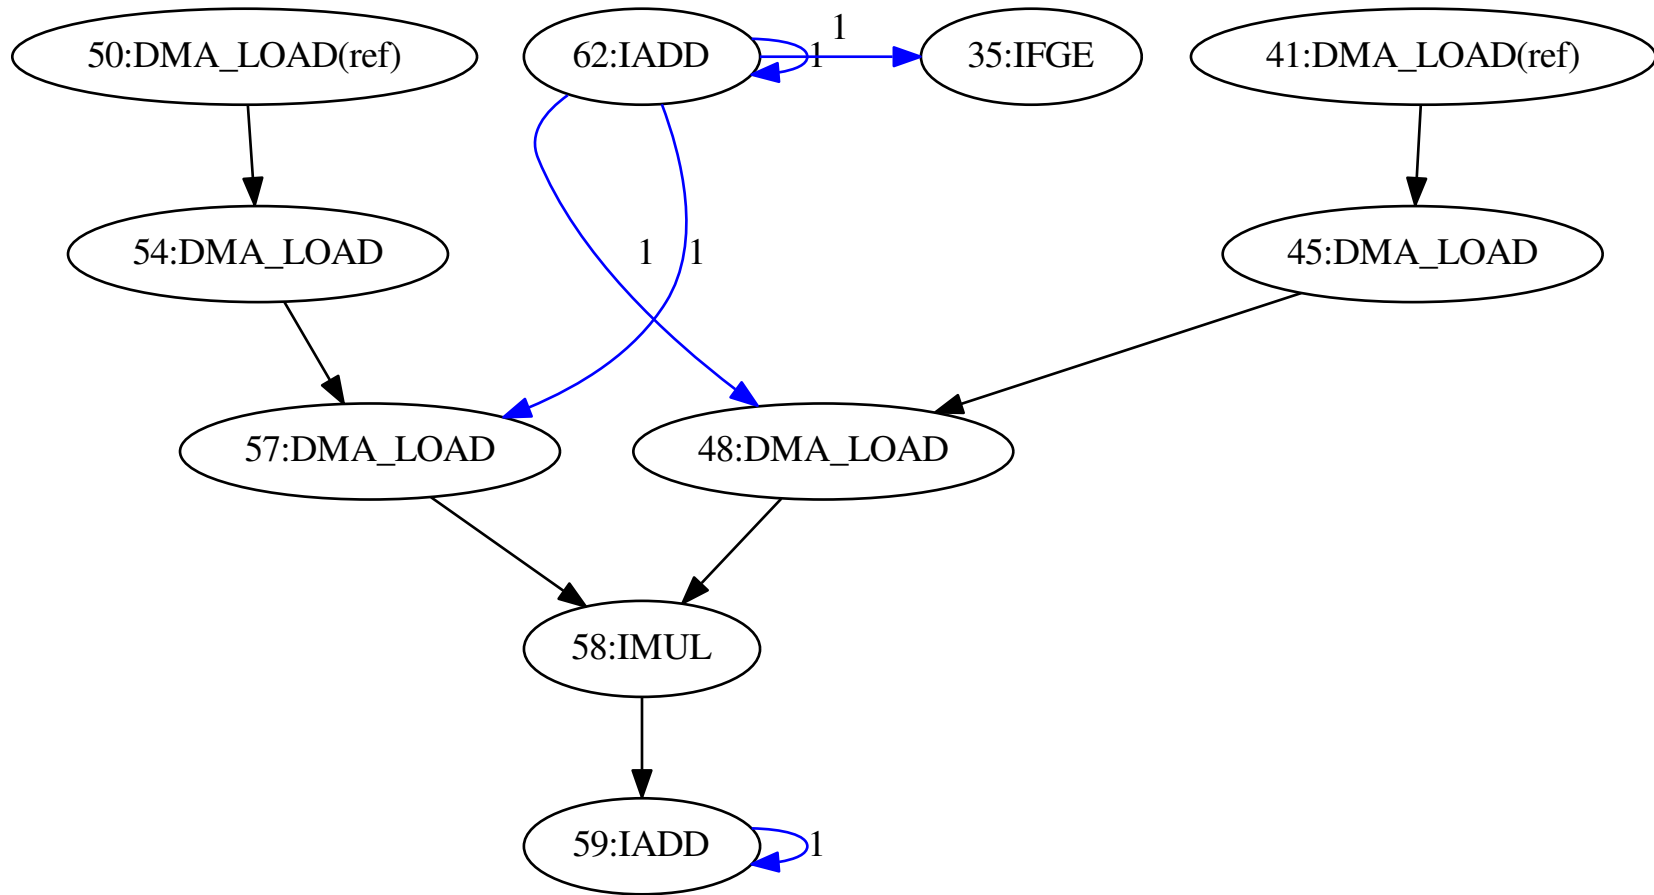 50:DMA_LOAD(ref)
62:IADD
1
1
35:IFGE
41:DMA_LOAD(ref)
54:DMA_LOAD
1
1
45:DMA_LOAD
57:DMA_LOAD
48:DMA_LOAD
58:IMUL
59:IADD
1